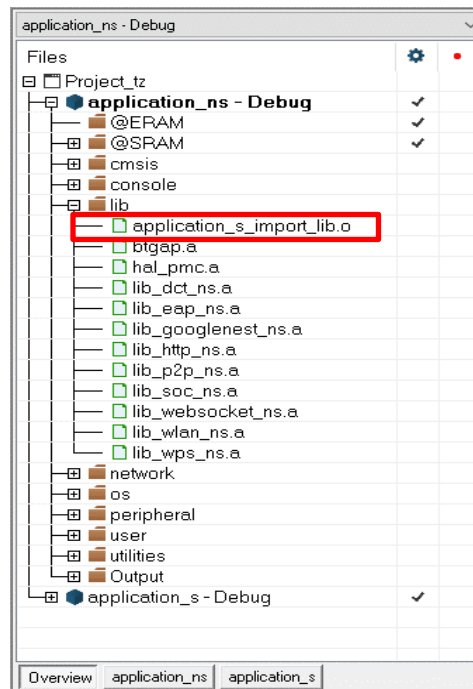 application_ns - Debug
Files
Project_tz
application_ns - Debug
@ERAM
@SRAM
cmsis
console
lib
application_s_import_lib.o
btgap.a
hal_pmc.a
lib_dct_ns.a
lib_eap_ns.a
lib_googlenest_ns.a
lib_http_ns.a
lib_p2p_ns.a
lib_soc_ns.a
lib_websocket_ns.a
lib_wlan_ns.a
lib_wps_ns.a
network
os
peripheral
user
utilities
Output
application_s - Debug
Overview application_ns application_s